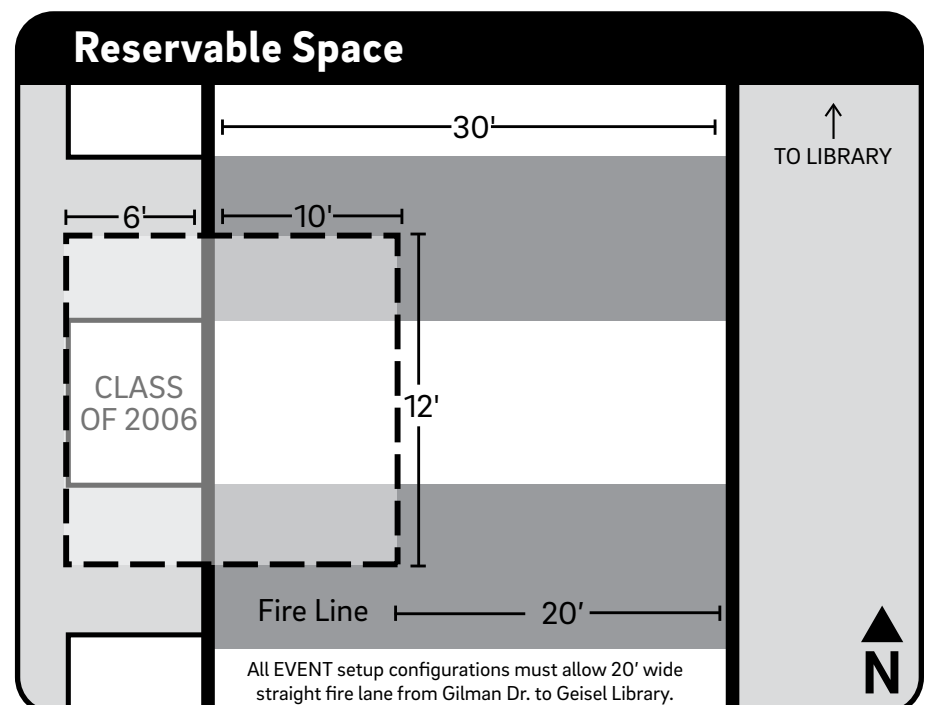 Reservable Space
30'
TO LIBRARY
6'
10'
CLASS
OF 2006
12'
Fire Line
20'
N
All EVENT setup configurations must allow 20' wide
straight fire lane from Gilman Dr. to Geisel Library.